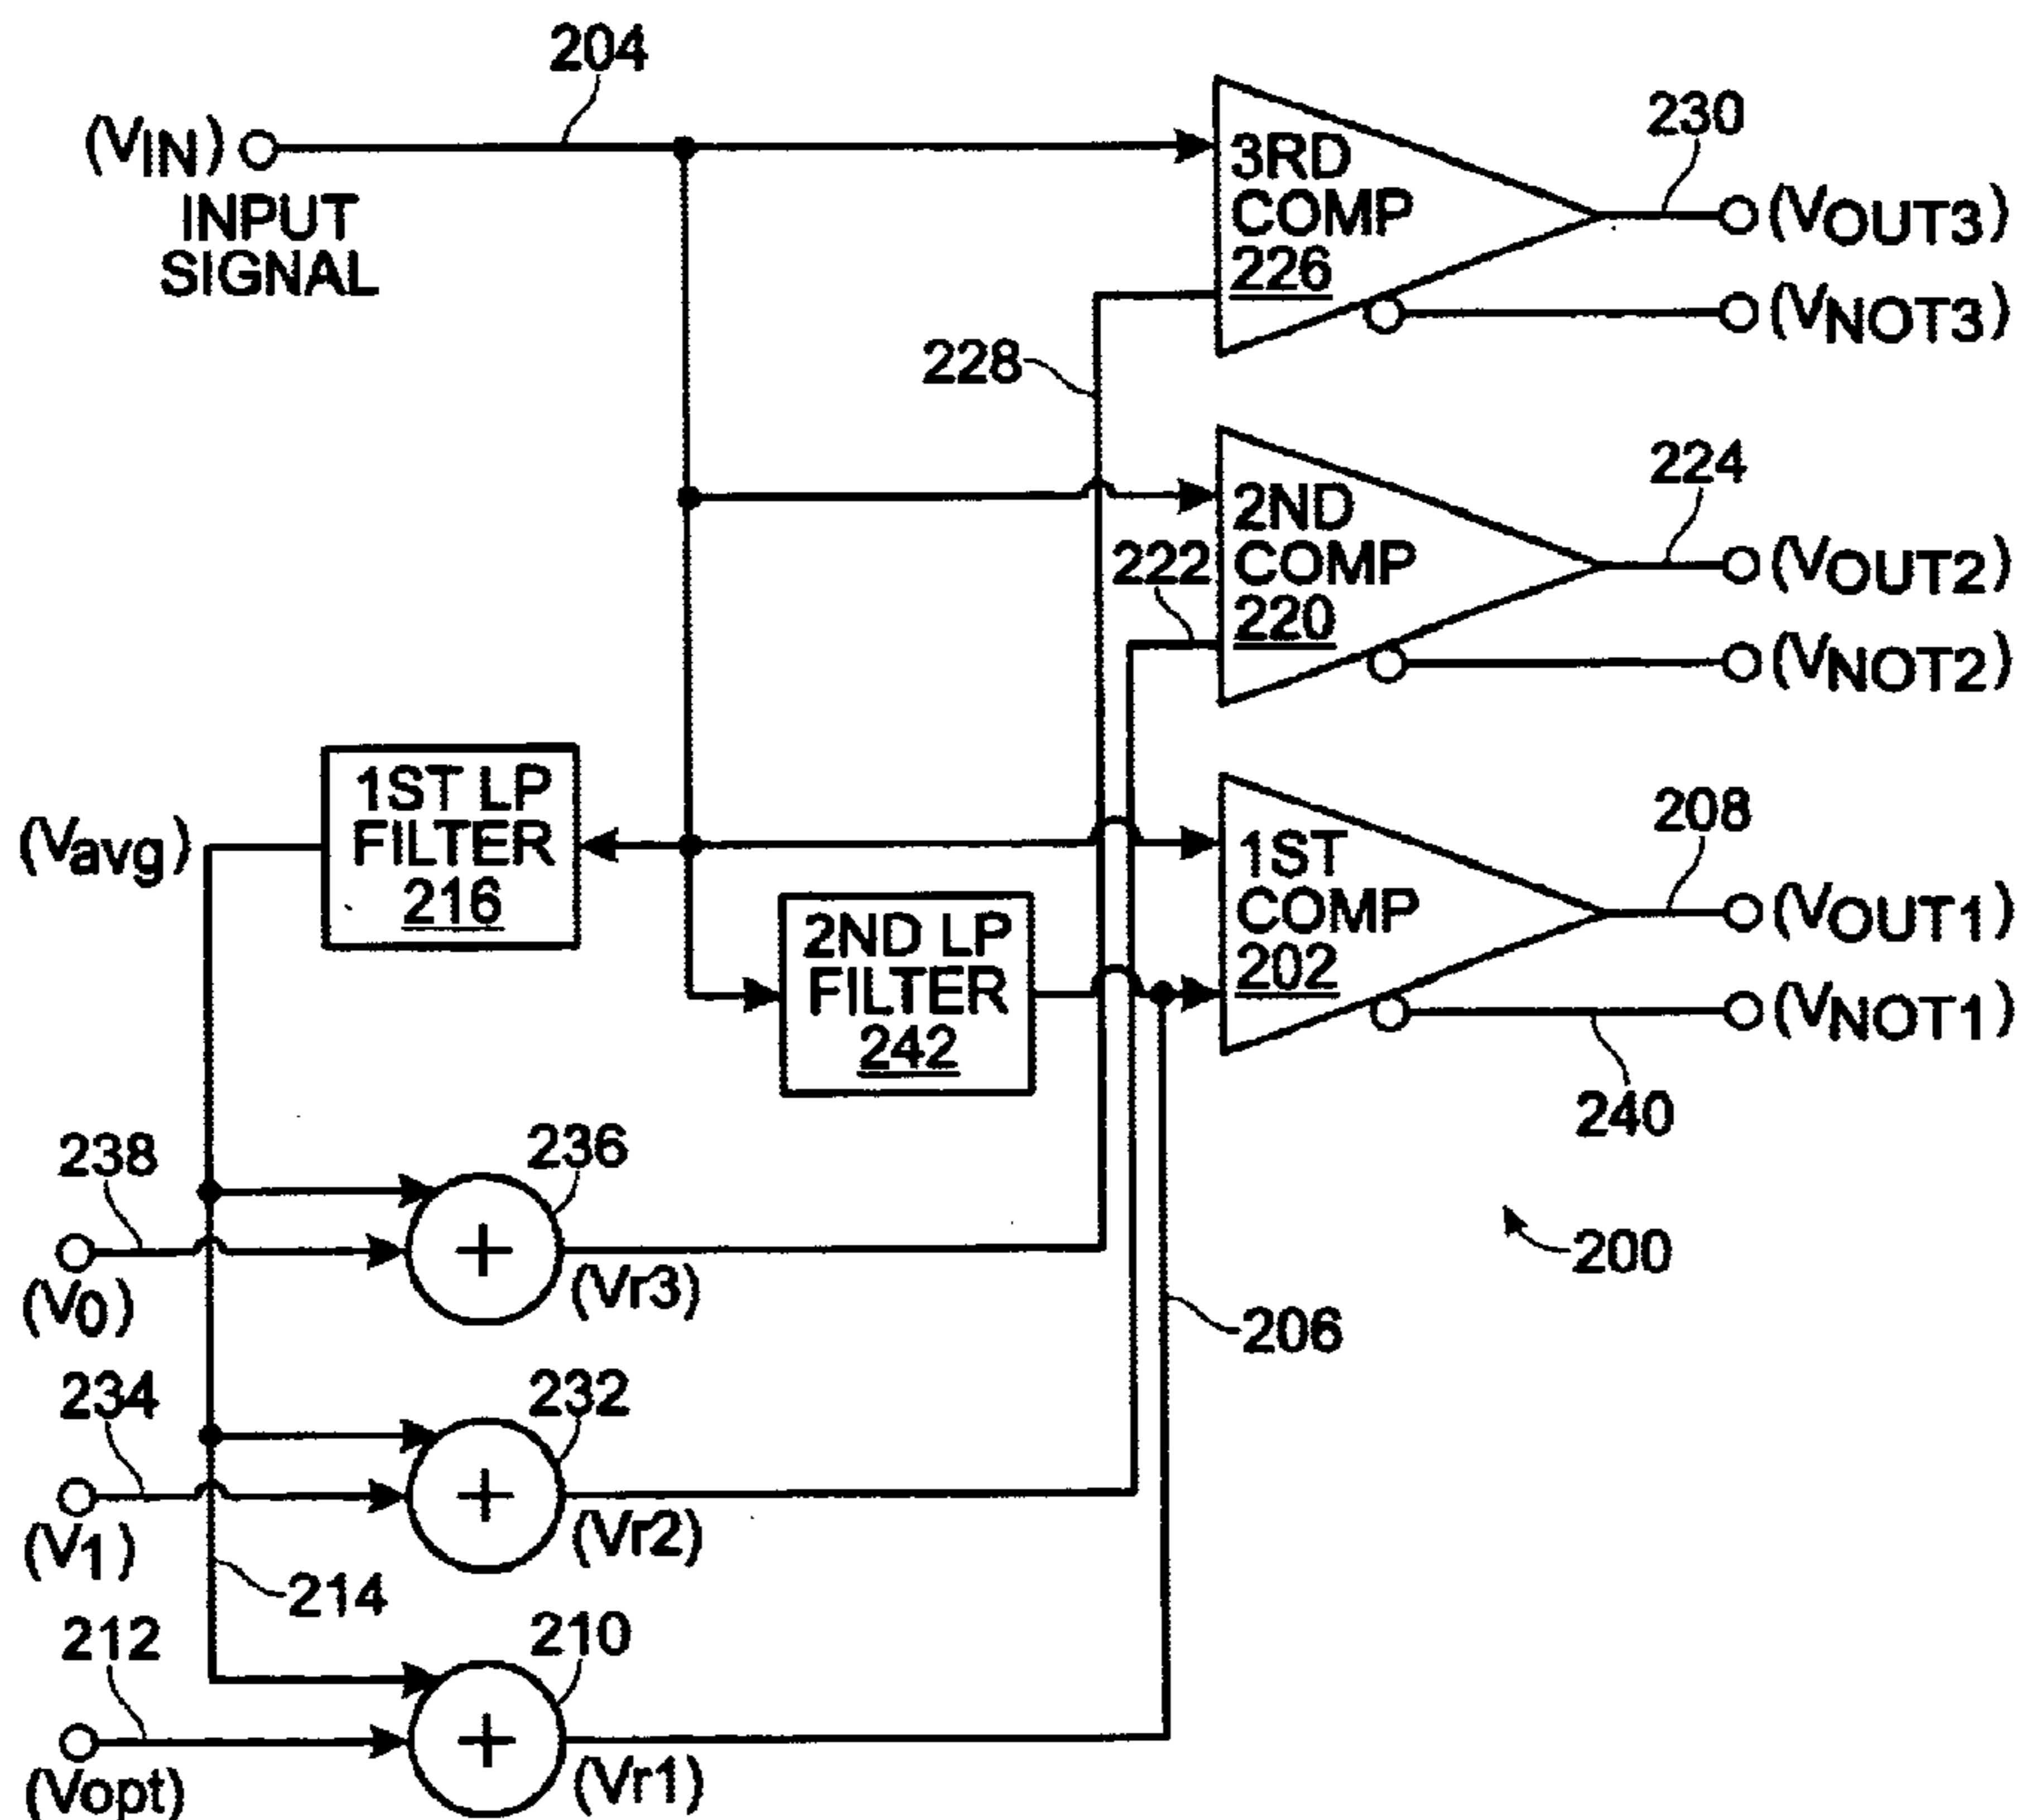 204
(VIN)
INPUT
SIGNAL
3RD
COMP
226
230
(VOUT3)
(VNOT3)
228
2ND
COMP
220
222
224
(VOUT2)
(VNOT2)
1ST LP
FILTER
216
(Vavg)
2ND LP
FILTER
242
1ST
COMP
202
208
(VOUT1)
(VNOT1)
240
238
236
(V0)
(Vr3)
200
206
234
232
(V1)
(Vr2)
214
212
210
(Vopt)
(Vr1)